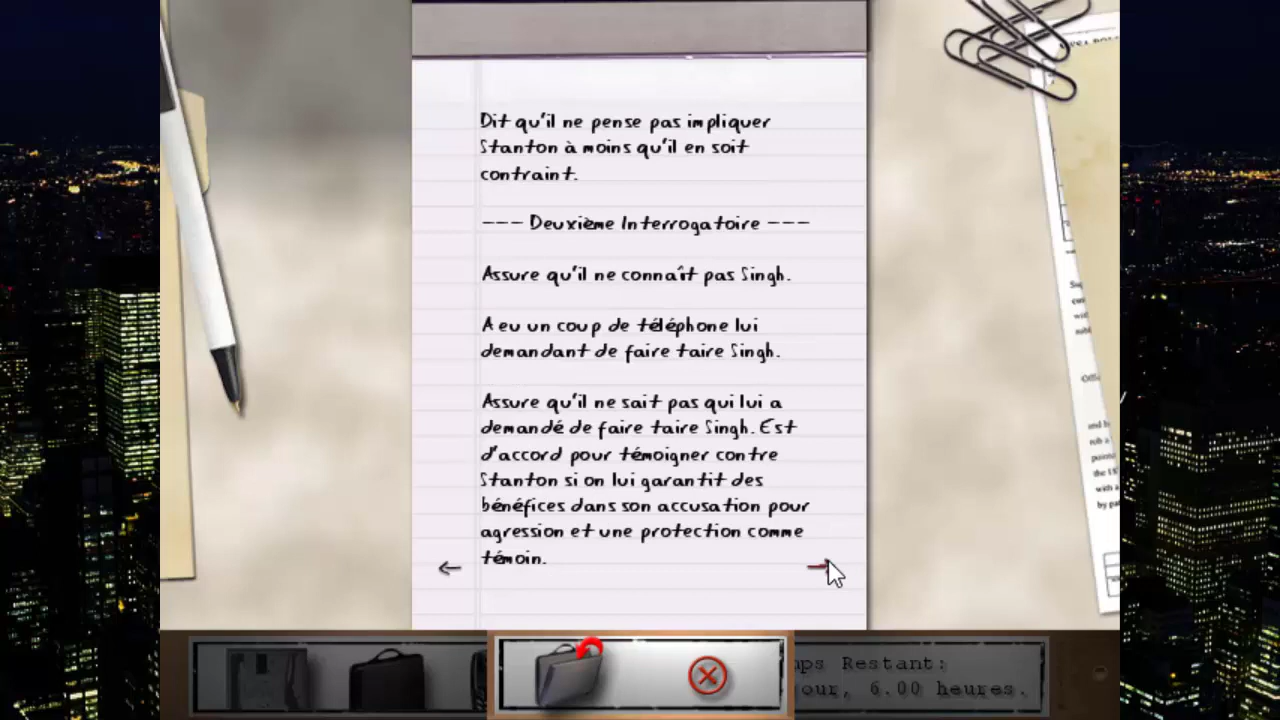 Dit qu'il ne pense pas impliquer
Stanton à moins qu'il en soit
contraint.
--- Deuxième Interrogatoire ---
Assure qu'il ne connaît pas Singh.
A eu un coup de téléphone lui
demandant de faire taire Singh.
Assure qu'il ne sait pas qui lui a
demandé de faire taire Singh. Est
d'accord pour témoigner contre
Stanton si on lui garantit des
bénéfices dans son accusation pour
agression et une protection comme
témoin.
Restant:
6.00 heures.